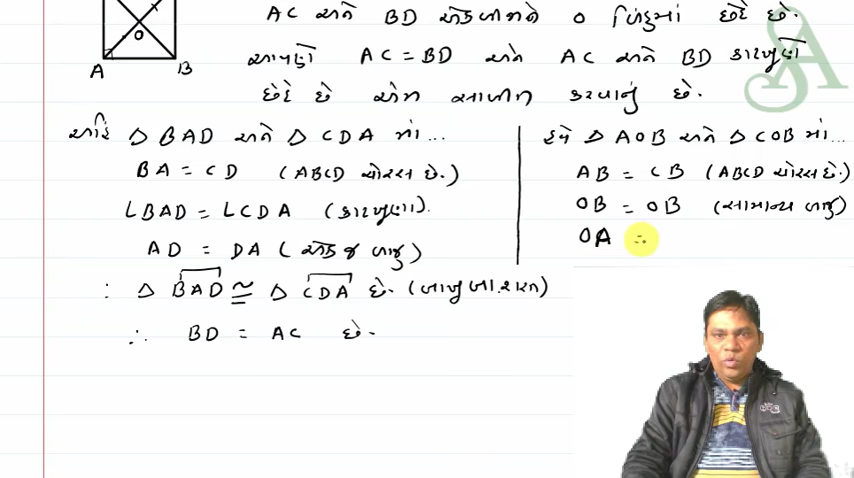 AC અને BD એકબીજાને O બિંદુમાં છેદે છે.
O
A B
આપણે AC = BD અને AC અને BD કાટખૂણે
છેદે છે એમ સાબીત કરવાનું છે.
અહિં △ BAD અને △ CDA માં...
BA = CD (ABCD ચોરસ છે.)
∠BAD = ∠CDA (કાટખૂણા).
AD = DA (એક જ બાજુ)
∴ △ BAD ≅ △ CDA છે. (બાખૂબા.શરત)
∴ BD = AC છે.
હવે △ AOB અને △ COB માં...
AB = CB (ABCD ચોરસ છે.)
OB = OB (સામાન્ય બાજુ)
OA =